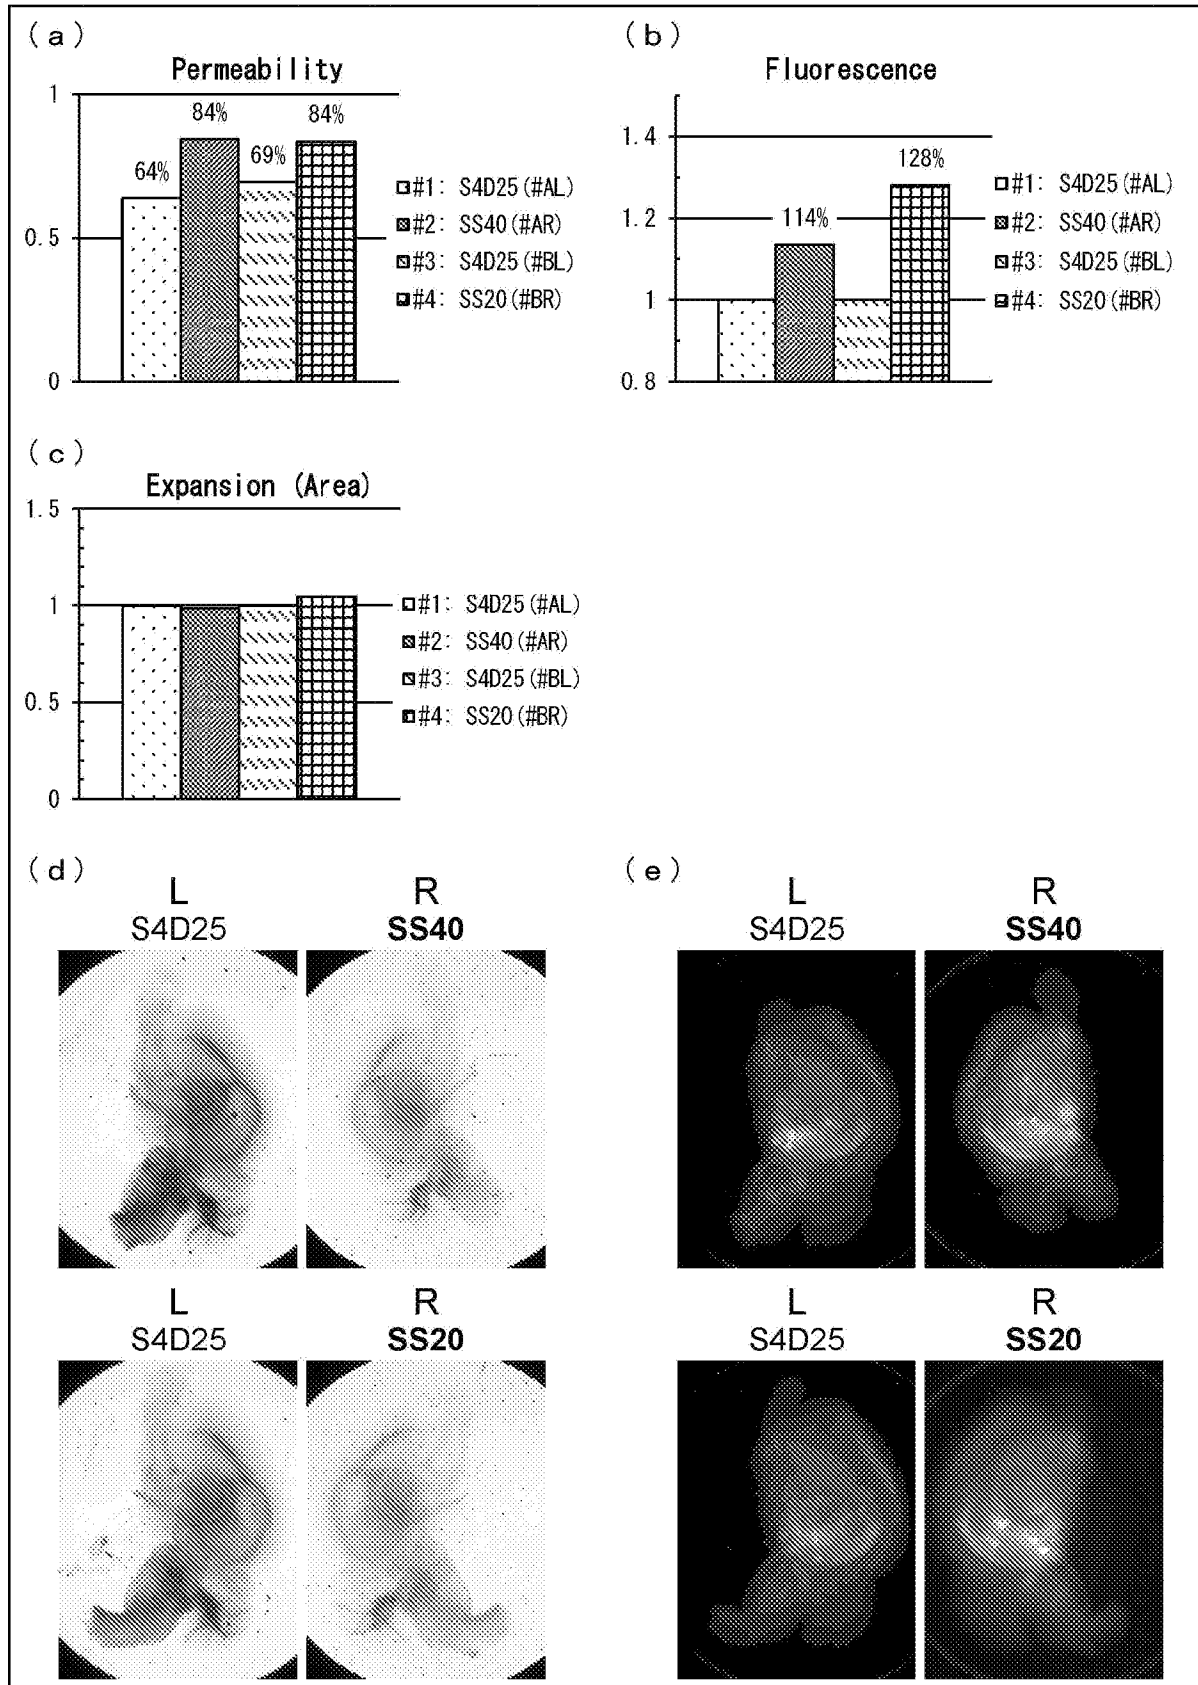 (a)
Permeability
1
0.5
0
64%
84%
69%
84%
#1: S4D25(#AL)
#2: SS40(#AR)
#3: S4D25(#BL)
#4: SS20(#BR)
(b)
Fluorescence
1.4
1.2
1
0.8
114%
128%
#1: S4D25(#AL)
#2: SS40(#AR)
#3: S4D25(#BL)
#4: SS20(#BR)
(c)
Expansion (Area)
1.5
1
0.5
0
#1: S4D25(#AL)
#2: SS40(#AR)
#3: S4D25(#BL)
#4: SS20(#BR)
(d)
L
S4D25
R
SS40
L
S4D25
R
SS20
(e)
L
S4D25
R
SS40
L
S4D25
R
SS20